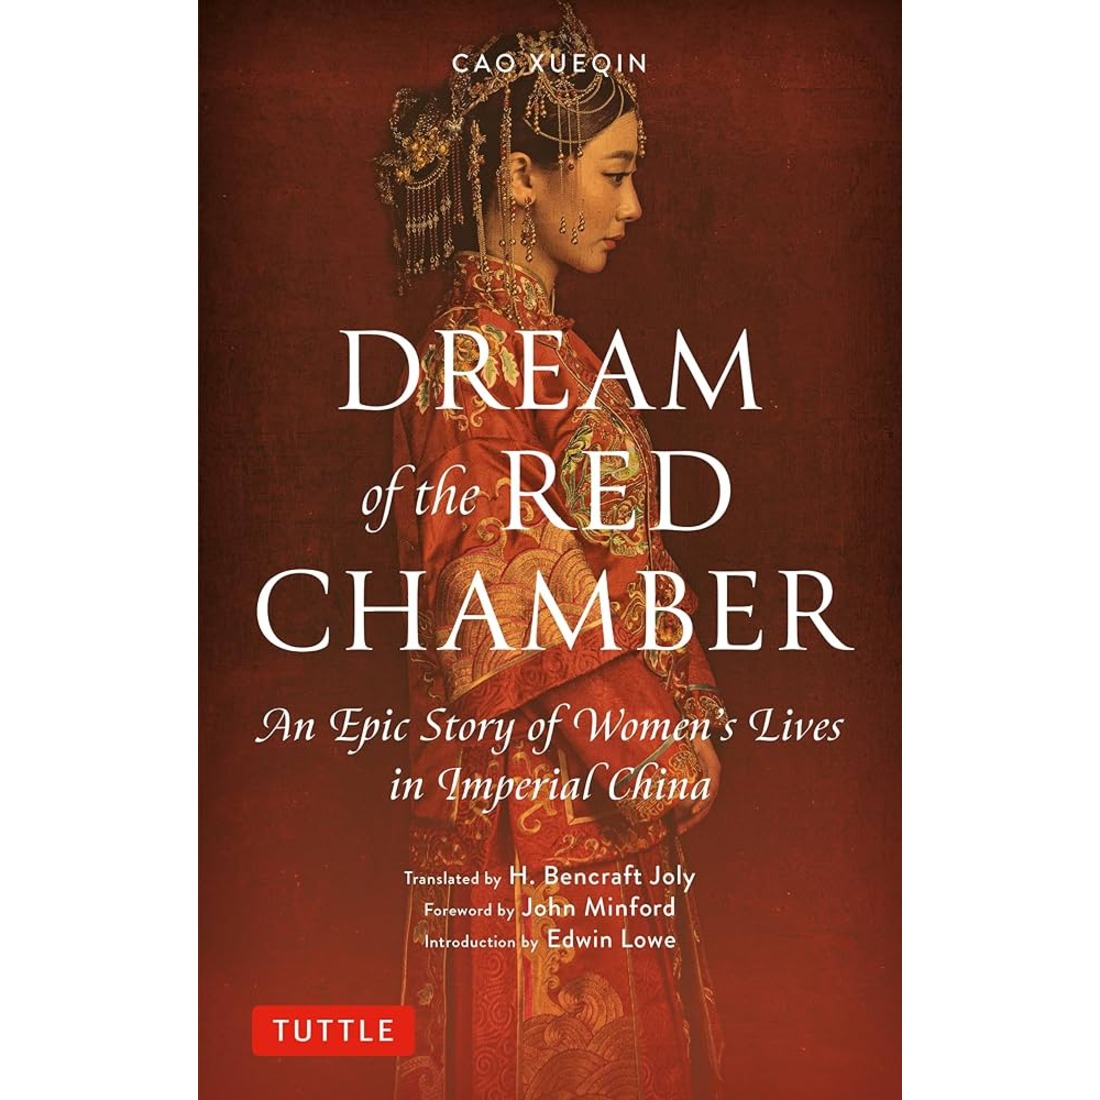 CAO XUEQIN
DREAM
of the RED
CHAMBER
An Epic Story of Women's Lives
in Imperial China
Translated by H. Bencraft Joly
Foreword by John Minford
Introduction by Edwin Lowe
TUTTLE